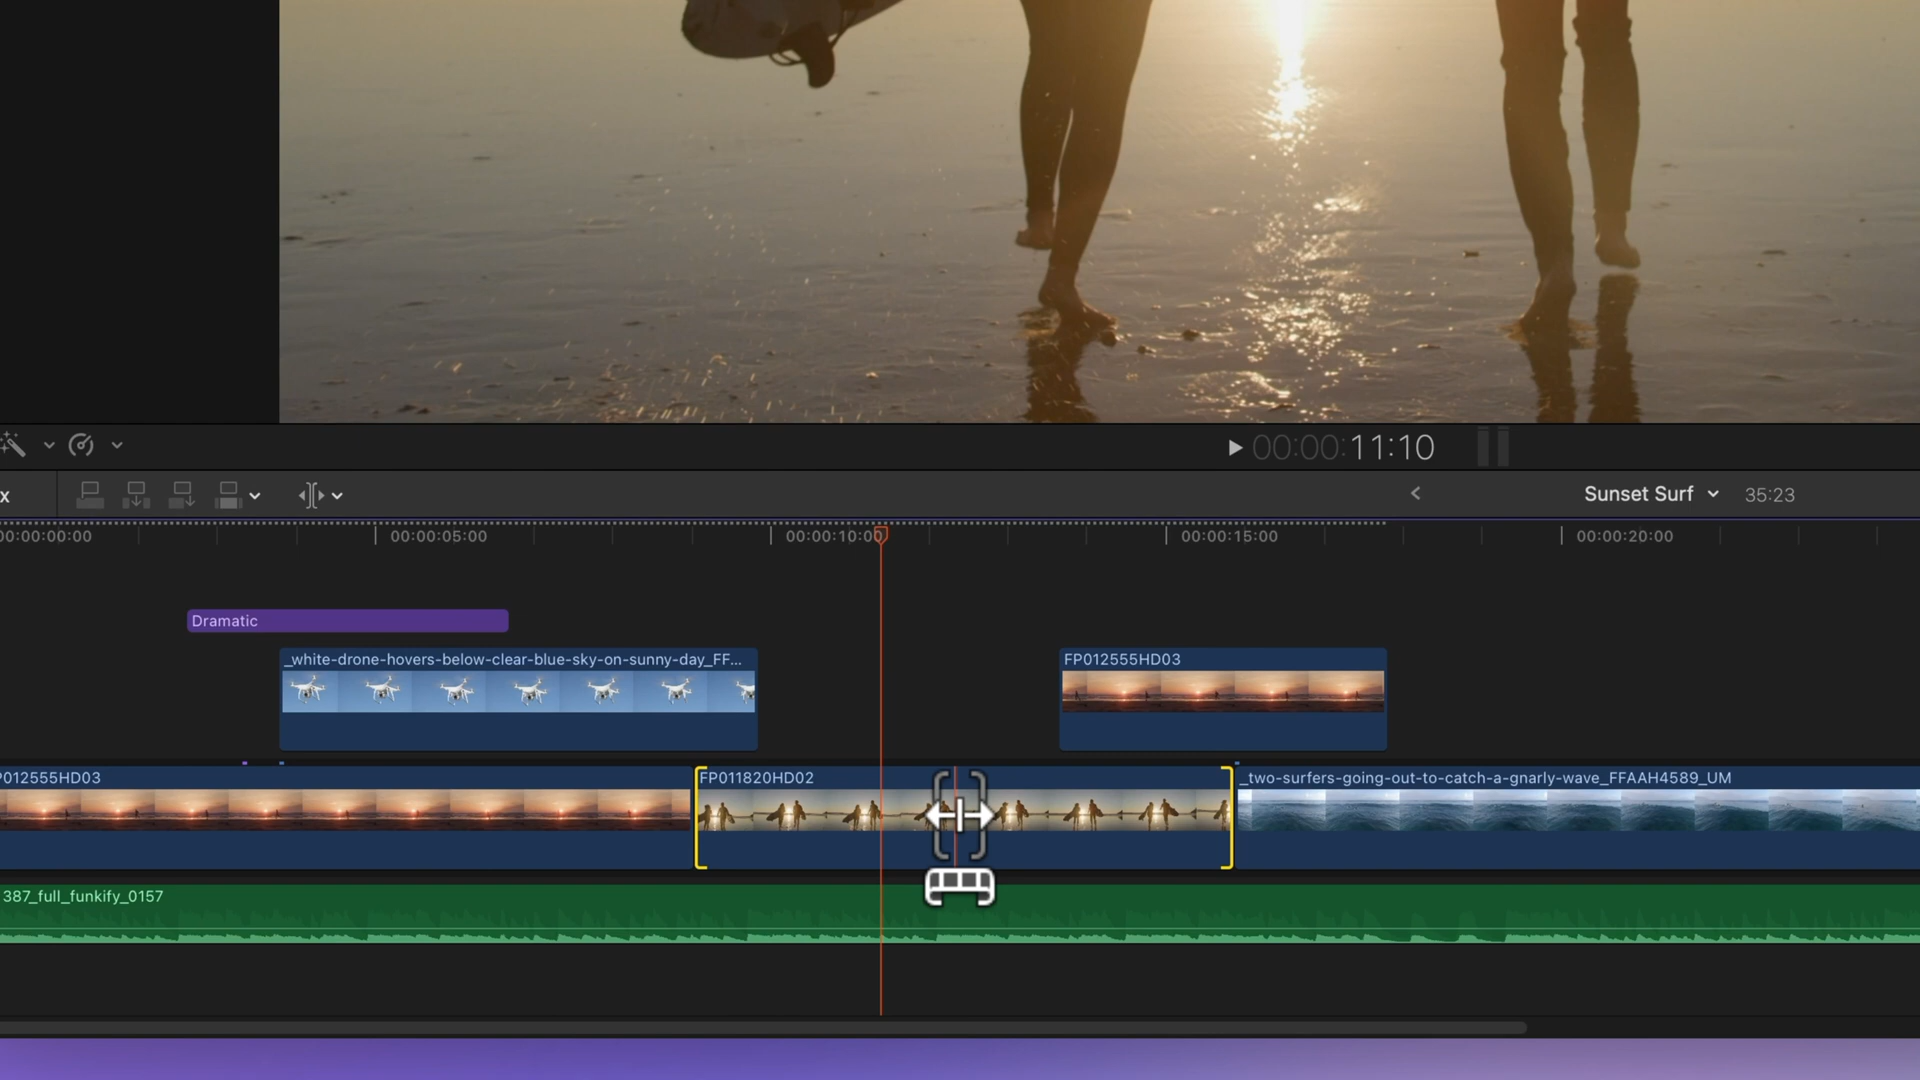 00:00:11:10
x
Sunset Surf
35:23
00:00:00:00
00:00:05:00
00:00:10:00
00:00:15:00
00:00:20:00
Dramatic
_white-drone-hovers-below-clear-blue-sky-on-sunny-day_FF...
FP012555HD03
P012555HD03
FP011820HD02
_two-surfers-going-out-to-catch-a-gnarly-wave_FFAAH4589_UM
387_full_funkify_0157